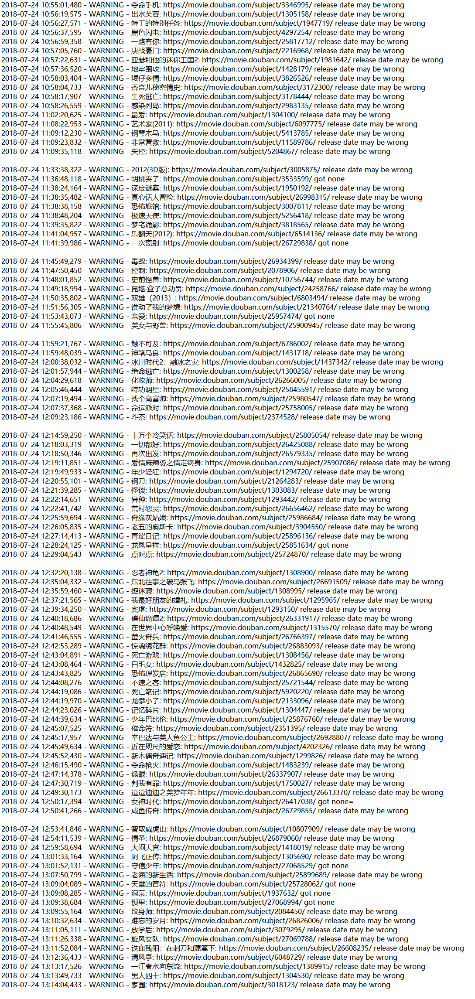 2018-07-24 10:55:01,480 - WARNING - 夺命手机: https://movie.douban.com/subject/3346995/ release date may be wrong
2018-07-24 10:56:19,575 - WARNING - 出水芙蓉: https://movie.douban.com/subject/1305158/ release date may be wrong
2018-07-24 10:56:27,571 - WARNING - 特工的特别任务: https://movie.douban.com/subject/1947719/ release date may be wrong
2018-07-24 10:56:37,595 - WARNING - 黑色闪电: https://movie.douban.com/subject/4297254/ release date may be wrong
2018-07-24 10:56:59,358 - WARNING - 一路有你: https://movie.douban.com/subject/25817712/ release date may be wrong
2018-07-24 10:57:05,760 - WARNING - 决战豪门: https://movie.douban.com/subject/2216968/ release date may be wrong
2018-07-24 10:57:22,631 - WARNING - 亚瑟和他的迷你王国2: https://movie.douban.com/subject/1981642/ release date may be wrong
2018-07-24 10:57:36,520 - WARNING - 地牢围攻: https://movie.douban.com/subject/1428179/ release date may be wrong
2018-07-24 10:58:03,404 - WARNING - 矮仔多情: https://movie.douban.com/subject/3826526/ release date may be wrong
2018-07-24 10:58:04,733 - WARNING - 香奈儿秘密情史: https://movie.douban.com/subject/3172300/ release date may be wrong
2018-07-24 10:58:17,907 - WARNING - 生死逃亡: https://movie.douban.com/subject/3178444/ release date may be wrong
2018-07-24 10:58:26,559 - WARNING - 感染列岛: https://movie.douban.com/subject/2983135/ release date may be wrong
2018-07-24 11:02:20,625 - WARNING - 最爱: https://movie.douban.com/subject/1304100/ release date may be wrong
2018-07-24 11:08:22,953 - WARNING - 艺术家(2011): https://movie.douban.com/subject/6097775/ release date may be wrong
2018-07-24 11:09:12,230 - WARNING - 钢琴木马: https://movie.douban.com/subject/5413785/ release date may be wrong
2018-07-24 11:09:23,832 - WARNING - 非常营救: https://movie.douban.com/subject/11589786/ release date may be wrong
2018-07-24 11:09:35,118 - WARNING - 失控: https://movie.douban.com/subject/5204867/ release date may be wrong
2018-07-24 11:33:38,322 - WARNING - 2012(3D版): https://movie.douban.com/subject/3005875/ release date may be wrong
2018-07-24 11:36:48,118 - WARNING - 胡桃夹子: https://movie.douban.com/subject/3533599/ got none
2018-07-24 11:38:24,164 - WARNING - 深度谜案: https://movie.douban.com/subject/1950192/ release date may be wrong
2018-07-24 11:38:35,482 - WARNING - 真心话大冒险: https://movie.douban.com/subject/26998315/ release date may be wrong
2018-07-24 11:38:38,158 - WARNING - 恐怖旅馆: https://movie.douban.com/subject/3007811/ release date may be wrong
2018-07-24 11:38:48,204 - WARNING - 极速天使: https://movie.douban.com/subject/5256418/ release date may be wrong
2018-07-24 11:39:35,822 - WARNING - 梦宅诡影: https://movie.douban.com/subject/3818565/ release date may be wrong
2018-07-24 11:41:04,957 - WARNING - 乐翻天(2012): https://movie.douban.com/subject/6514136/ release date may be wrong
2018-07-24 11:41:39,986 - WARNING - 一次离别: https://movie.douban.com/subject/26729838/ got none
2018-07-24 11:45:49,279 - WARNING - 毒战: https://movie.douban.com/subject/26934399/ release date may be wrong
2018-07-24 11:47:50,450 - WARNING - 控制: https://movie.douban.com/subject/2078906/ release date may be wrong
2018-07-24 11:48:01,852 - WARNING - 史前怪兽: https://movie.douban.com/subject/10756744/ release date may be wrong
2018-07-24 11:49:18,994 - WARNING - 昆塔·盒子总动员: https://movie.douban.com/subject/24258766/ release date may be wrong
2018-07-24 11:50:35,802 - WARNING - 双雄（2013）: https://movie.douban.com/subject/6803494/ release date may be wrong
2018-07-24 11:51:56,305 - WARNING - 谁动了我的梦想: https://movie.douban.com/subject/21340764/ release date may be wrong
2018-07-24 11:53:43,073 - WARNING - 亲爱: https://movie.douban.com/subject/25957474/ got none
2018-07-24 11:55:45,806 - WARNING - 美女与野兽: https://movie.douban.com/subject/25900945/ release date may be wrong
2018-07-24 11:59:21,767 - WARNING - 触不可及: https://movie.douban.com/subject/6786002/ release date may be wrong
2018-07-24 11:59:48,039 - WARNING - 神笔马良: https://movie.douban.com/subject/1431718/ release date may be wrong
2018-07-24 12:00:38,032 - WARNING - 冰川时代2：融冰之灾: https://movie.douban.com/subject/1437342/ release date may be wrong
2018-07-24 12:01:57,944 - WARNING - 绝命逃亡: https://movie.douban.com/subject/1300258/ release date may be wrong
2018-07-24 12:04:29,618 - WARNING - 化妆师: https://movie.douban.com/subject/26266005/ release date may be wrong
2018-07-24 12:05:46,444 - WARNING - 特功明星: https://movie.douban.com/subject/25845591/ release date may be wrong
2018-07-24 12:07:19,494 - WARNING - 找个高富帅: https://movie.douban.com/subject/25980547/ release date may be wrong
2018-07-24 12:07:37,368 - WARNING - 命运派对: https://movie.douban.com/subject/25758005/ release date may be wrong
2018-07-24 12:09:23,186 - WARNING - 斗茶: https://movie.douban.com/subject/2374528/ release date may be wrong
2018-07-24 12:14:59,250 - WARNING - 十万个冷笑话: https://movie.douban.com/subject/25805054/ release date may be wrong
2018-07-24 12:18:03,319 - WARNING - 一切都好: https://movie.douban.com/subject/26425088/ release date may be wrong
2018-07-24 12:18:50,346 - WARNING - 再次出发: https://movie.douban.com/subject/26579335/ release date may be wrong
2018-07-24 12:19:11,851 - WARNING - 爱情麻辣烫之情定终身: https://movie.douban.com/subject/25907086/ release date may be wrong
2018-07-24 12:19:49,933 - WARNING - 年少轻狂: https://movie.douban.com/subject/1294720/ release date may be wrong
2018-07-24 12:20:55,101 - WARNING - 钢刀: https://movie.douban.com/subject/21264283/ release date may be wrong
2018-07-24 12:21:39,285 - WARNING - 怪谈: https://movie.douban.com/subject/1303083/ release date may be wrong
2018-07-24 12:22:14,651 - WARNING - 异种: https://movie.douban.com/subject/1293442/ release date may be wrong
2018-07-24 12:22:41,742 - WARNING - 荒村怨灵: https://movie.douban.com/subject/26656462/ release date may be wrong
2018-07-24 12:25:59,694 - WARNING - 奇缘灰姑娘: https://movie.douban.com/subject/25986684/ release date may be wrong
2018-07-24 12:26:05,835 - WARNING - 老五的奥斯卡: https://movie.douban.com/subject/3904550/ release date may be wrong
2018-07-24 12:27:14,413 - WARNING - 青涩日记: https://movie.douban.com/subject/25896136/ release date may be wrong
2018-07-24 12:28:24,125 - WARNING - 龙凤呈祥: https://movie.douban.com/subject/25851634/ got none
2018-07-24 12:29:04,543 - WARNING - 点对点: https://movie.douban.com/subject/25724870/ release date may be wrong
2018-07-24 12:32:20,138 - WARNING - 忍者神龟2: https://movie.douban.com/subject/1308900/ release date may be wrong
2018-07-24 12:35:04,332 - WARNING - 东北往事之破马张飞: https://movie.douban.com/subject/26691509/ release date may be wrong
2018-07-24 12:35:59,460 - WARNING - 捉迷藏: https://movie.douban.com/subject/1308995/ release date may be wrong
2018-07-24 12:37:21,565 - WARNING - 我最好朋友的婚礼: https://movie.douban.com/subject/1295965/ release date may be wrong
2018-07-24 12:39:34,250 - WARNING - 宾虚: https://movie.douban.com/subject/1293150/ release date may be wrong
2018-07-24 12:40:18,686 - WARNING - 碟仙诡谭2: https://movie.douban.com/subject/26331917/ release date may be wrong
2018-07-24 12:40:48,549 - WARNING - 在世界中心呼唤爱: https://movie.douban.com/subject/1315570/ release date may be wrong
2018-07-24 12:41:46,555 - WARNING - 萤火奇兵: https://movie.douban.com/subject/26766397/ release date may be wrong
2018-07-24 12:42:53,289 - WARNING - 惊魂绣花鞋: https://movie.douban.com/subject/26883093/ release date may be wrong
2018-07-24 12:43:04,891 - WARNING - 死亡游戏: https://movie.douban.com/subject/1308456/ release date may be wrong
2018-07-24 12:43:08,464 - WARNING - 白毛女: https://movie.douban.com/subject/1432825/ release date may be wrong
2018-07-24 12:43:43,825 - WARNING - 恐怖理发店: https://movie.douban.com/subject/26865690/ release date may be wrong
2018-07-24 12:44:08,276 - WARNING - 不速之客: https://movie.douban.com/subject/25721544/ release date may be wrong
2018-07-24 12:44:19,086 - WARNING - 死亡笔记: https://movie.douban.com/subject/5920220/ release date may be wrong
2018-07-24 12:44:19,970 - WARNING - 龙拳小子: https://movie.douban.com/subject/2133096/ release date may be wrong
2018-07-24 12:44:23,026 - WARNING - 记忆碎片: https://movie.douban.com/subject/1304447/ release date may be wrong
2018-07-24 12:44:39,634 - WARNING - 少年巴比伦: https://movie.douban.com/subject/25876760/ release date may be wrong
2018-07-24 12:45:07,525 - WARNING - 催命符: https://movie.douban.com/subject/2351395/ release date may be wrong
2018-07-24 12:45:17,957 - WARNING - 辛巴达与美人鱼公主: https://movie.douban.com/subject/26928807/ release date may be wrong
2018-07-24 12:45:49,634 - WARNING - 近在咫尺的爱恋: https://movie.douban.com/subject/4202326/ release date may be wrong
2018-07-24 12:45:52,430 - WARNING - 新木偶奇遇记: https://movie.douban.com/subject/1299826/ release date may be wrong
2018-07-24 12:46:15,490 - WARNING - 夺命枪火: https://movie.douban.com/subject/1483239/ release date may be wrong
2018-07-24 12:47:14,378 - WARNING - 诡眼: https://movie.douban.com/subject/26337907/ release date may be wrong
2018-07-24 12:47:30,719 - WARNING - 判我有罪: https://movie.douban.com/subject/1750027/ release date may be wrong
2018-07-24 12:49:30,173 - WARNING - 逗逗迪迪之美梦年年: https://movie.douban.com/subject/26613370/ release date may be wrong
2018-07-24 12:50:17,394 - WARNING - 女神时代: https://movie.douban.com/subject/26417038/ got none=
2018-07-24 12:50:41,266 - WARNING - 咸鱼传奇: https://movie.douban.com/subject/26729855/ release date may be wrong
2018-07-24 12:53:41,846 - WARNING - 智取威虎山: https://movie.douban.com/subject/10807909/ release date may be wrong
2018-07-24 12:54:11,539 - WARNING - 情圣: https://movie.douban.com/subject/26879060/ release date may be wrong
2018-07-24 12:59:58,694 - WARNING - 大闹天宫: https://movie.douban.com/subject/1418019/ release date may be wrong
2018-07-24 13:01:33,164 - WARNING - 阿飞正传: https://movie.douban.com/subject/1305690/ release date may be wrong
2018-07-24 13:01:52,131 - WARNING - 守信少年: https://movie.douban.com/subject/27068529/ got none
2018-07-24 13:07:50,799 - WARNING - 老海的新生活: https://movie.douban.com/subject/25899689/ release date may be wrong
2018-07-24 13:09:04,089 - WARNING - 天堂的音符: https://movie.douban.com/subject/25728062/ got none
2018-07-24 13:09:08,285 - WARNING - 泡菜: https://movie.douban.com/subject/1937632/ got none
2018-07-24 13:09:38,684 - WARNING - 锁里: https://movie.douban.com/subject/27068994/ got none
2018-07-24 13:09:55,164 - WARNING - 纹身师: https://movie.douban.com/subject/2084450/ release date may be wrong
2018-07-24 13:10:32,634 - WARNING - 难忘的岁月: https://movie.douban.com/subject/26826006/ release date may be wrong
2018-07-24 13:11:05,111 - WARNING - 放学后: https://movie.douban.com/subject/3079295/ release date may be wrong
2018-07-24 13:11:26,338 - WARNING - 旋风女队: https://movie.douban.com/subject/27069788/ release date may be wrong
2018-07-24 13:11:52,084 - WARNING - 铁血残阳：在刺刀和藩篱下: https://movie.douban.com/subject/26608235/ release date may be wrong
2018-07-24 13:12:36,433 - WARNING - 清风亭: https://movie.douban.com/subject/6048729/ release date may be wrong
2018-07-24 13:13:17,526 - WARNING - 一江春水向东流: https://movie.douban.com/subject/1389915/ release date may be wrong
2018-07-24 13:13:49,733 - WARNING - 男人四十: https://movie.douban.com/subject/1304530/ release date may be wrong
2018-07-24 13:14:04,433 - WARNING - 家园: https://movie.douban.com/subject/3018123/ release date may be wrong